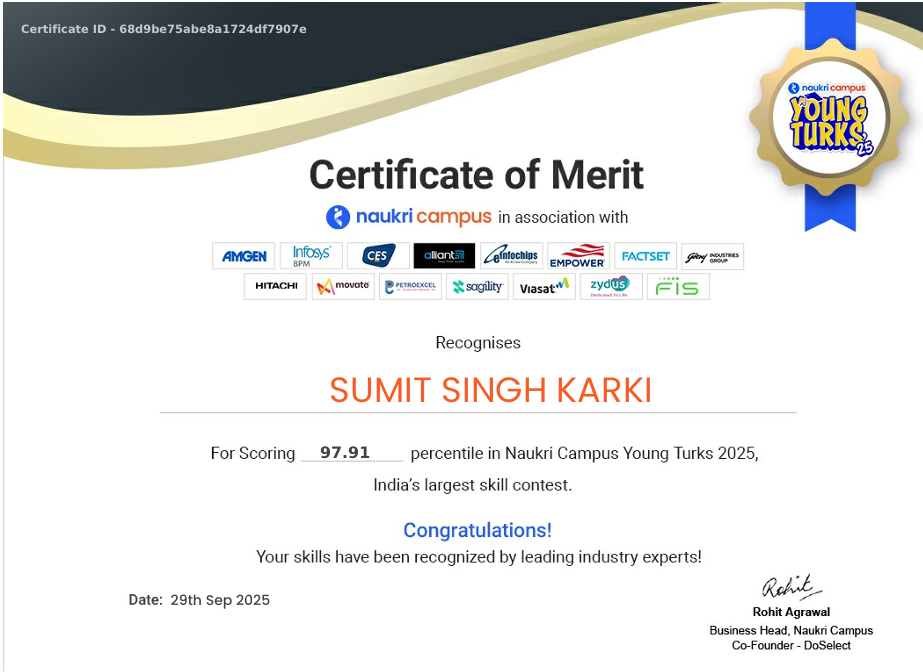 Certificate ID - 68d9be75abe8a1724df7907e
naukri campus
YOUNG
TURKS
'25
Certificate of Merit
naukri campus in association with
AMGEN Infosys BPM CES alliant einfochips An Arrow Company EMPOWER FACTSET Godrej INDUSTRIES GROUP
HITACHI movate PETROEXCEL sagility Viasat zydus Dedicated To Life FIS
Recognises
SUMIT SINGH KARKI
For Scoring 97.91 percentile in Naukri Campus Young Turks 2025,
India's largest skill contest.
Congratulations!
Your skills have been recognized by leading industry experts!
Date: 29th Sep 2025
Rohit
Rohit Agrawal
Business Head, Naukri Campus
Co-Founder - DoSelect